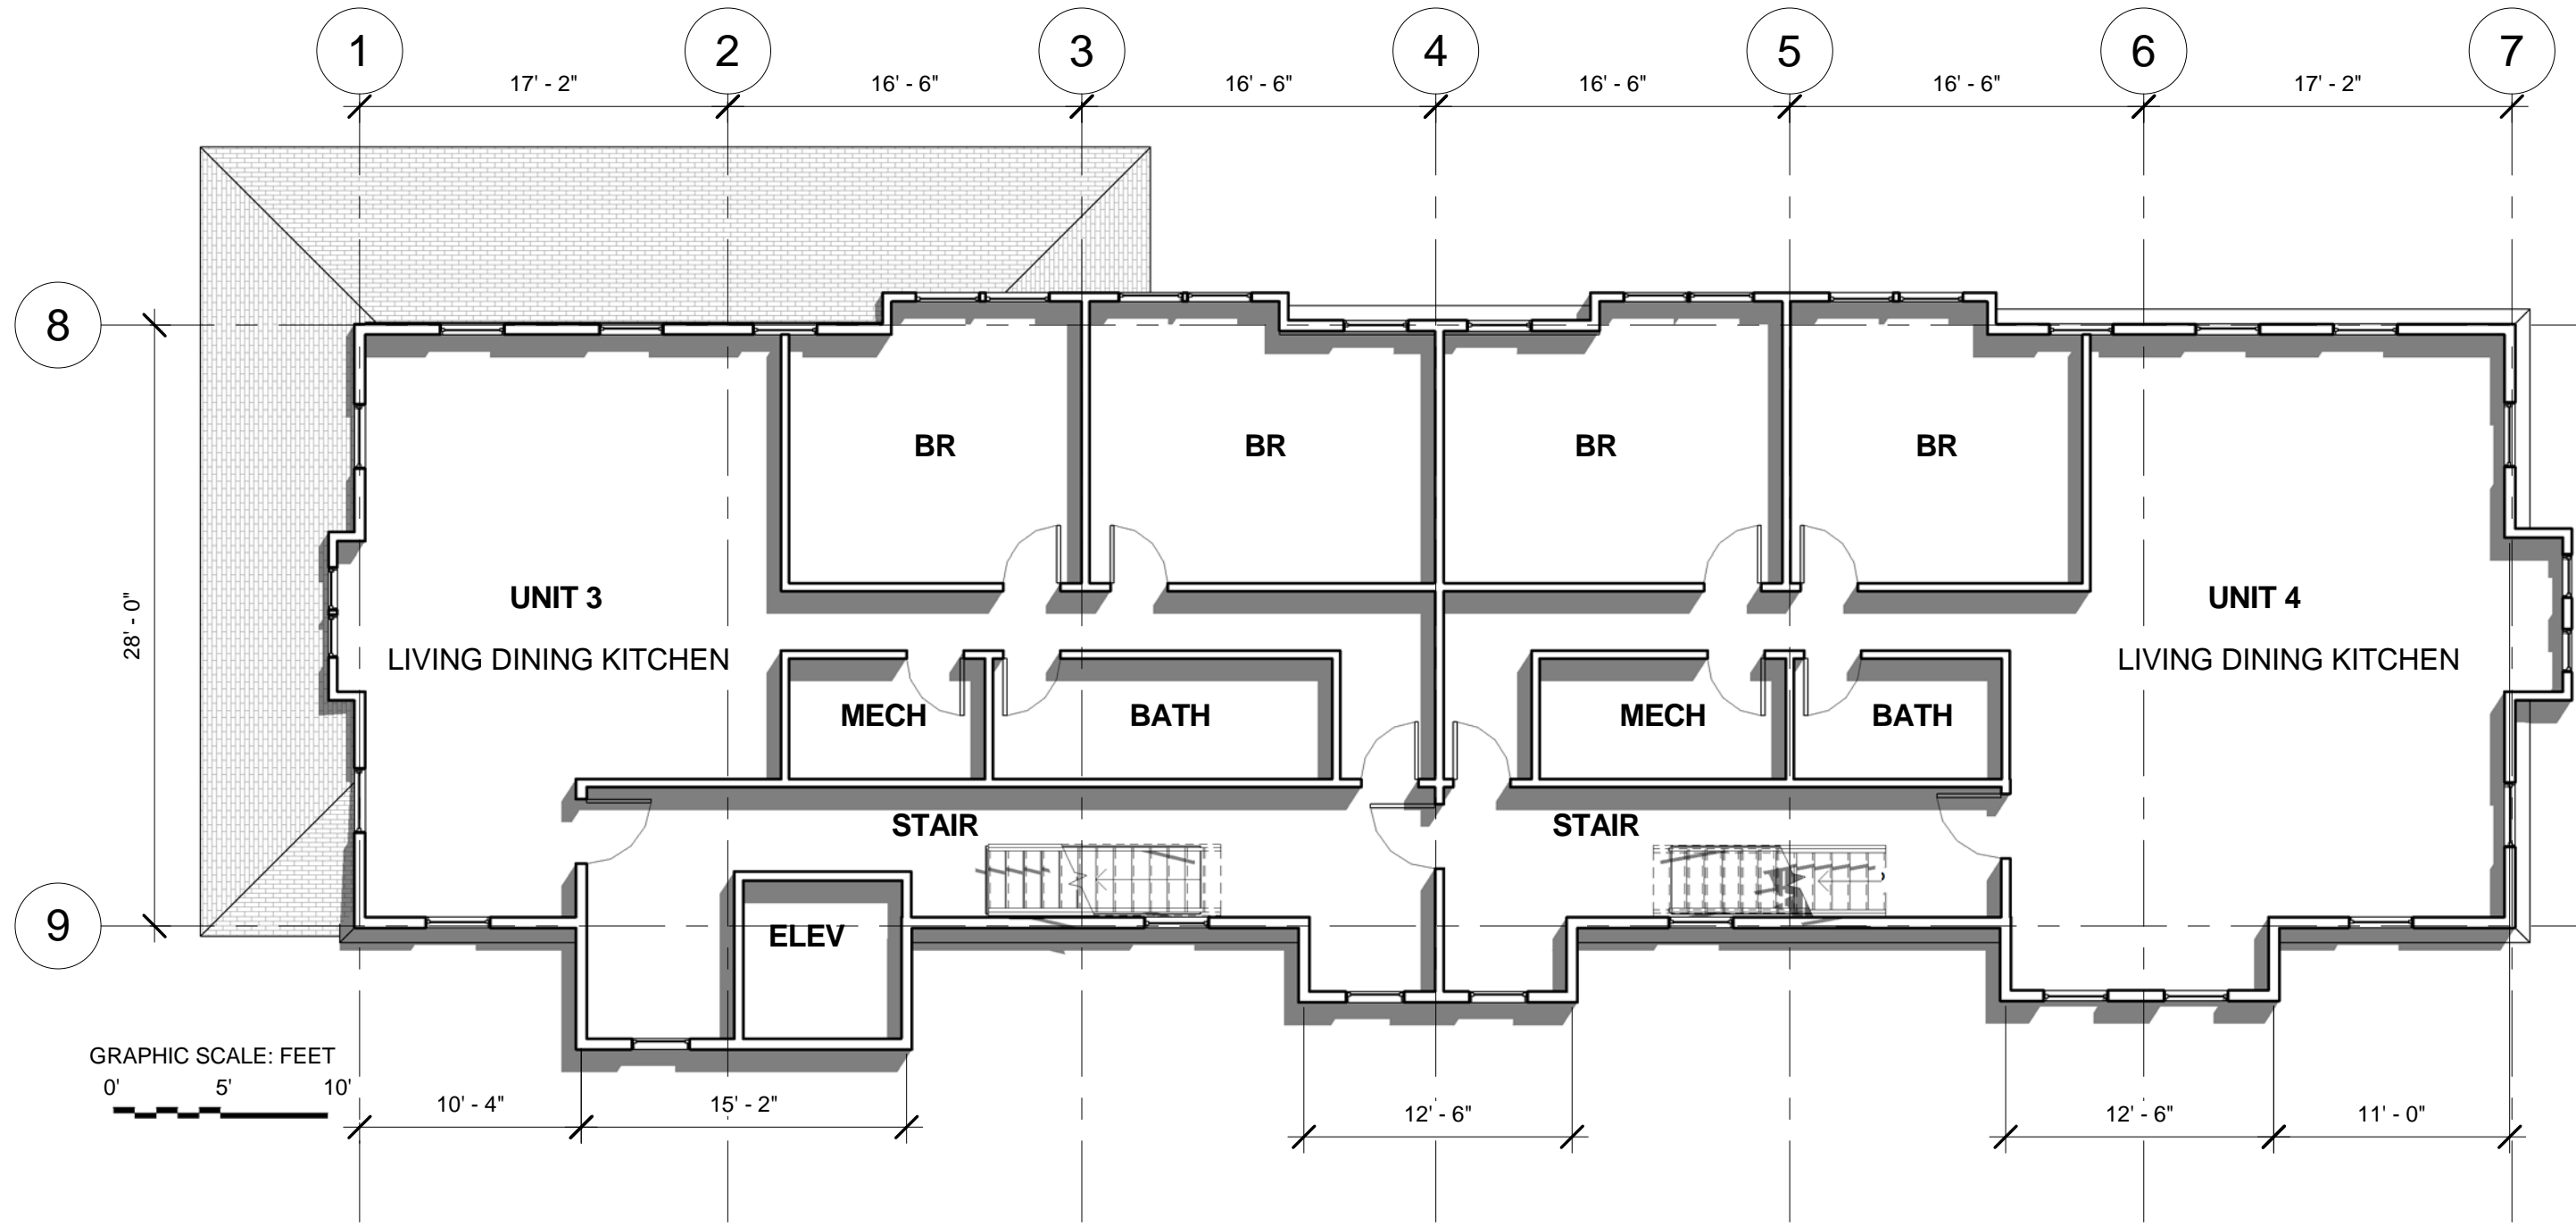 1
2
3
4
5
6
7
17' - 2"
16' - 6"
16' - 6"
16' - 6"
16' - 6"
17' - 2"
8
BR
BR
BR
BR
28' - 0"
UNIT 3
UNIT 4
LIVING DINING KITCHEN
LIVING DINING KITCHEN
MECH
BATH
MECH
BATH
STAIR
STAIR
9
ELEV
GRAPHIC SCALE: FEET
0'
5'
10'
10' - 4"
15' - 2"
12' - 6"
12' - 6"
11' - 0"